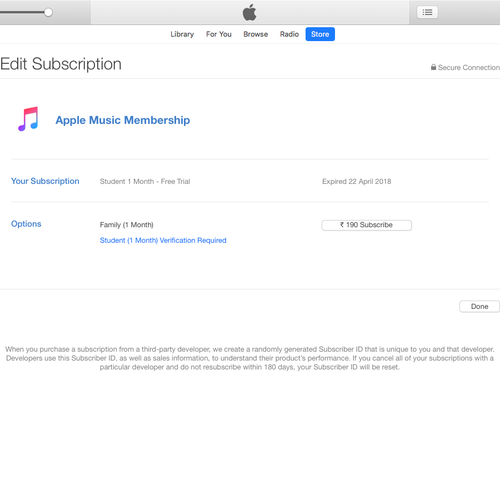 Library For You Browse Radio Store
Edit Subscription
Secure Connection
Apple Music Membership
Your Subscription Student 1 Month - Free Trial Expired 22 April 2018
Options Family (1 Month) ₹ 190 Subscribe
Student (1 Month) Verification Required
Done
When you purchase a subscription from a third-party developer, we create a randomly generated Subscriber ID that is unique to you and that developer.
Developers use this Subscriber ID, as well as sales information, to understand their product's performance. If you cancel all of your subscriptions with a
particular developer and do not resubscribe within 180 days, your Subscriber ID will be reset.